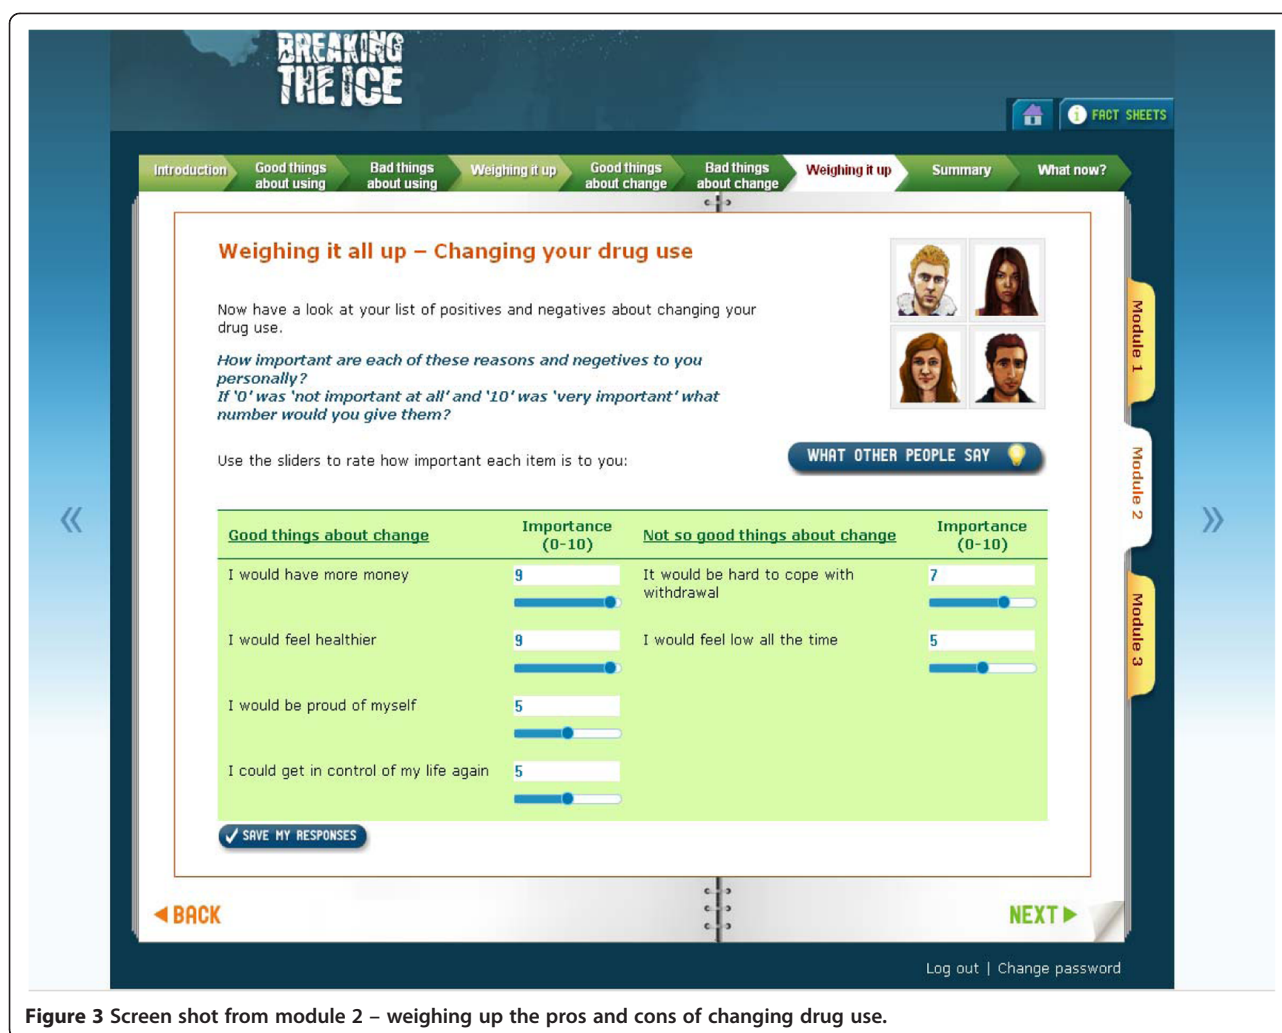 BREAKING
THE ICE
FACT SHEETS
Introduction
Good things
about using
Bad things
about using
Weighing it up
Good things
about change
Bad things
about change
Weighing it up
Summary
What now?
Weighing it all up – Changing your drug use
Now have a look at your list of positives and negatives about changing your
drug use.
How important are each of these reasons and negetives to you
personally?
If ‘0’ was ‘not important at all’ and ‘10’ was ‘very important’ what
number would you give them?
Use the sliders to rate how important each item is to you:
WHAT OTHER PEOPLE SAY
Module 1
Module 2
Module 3
«
»
Good things about change
Importance
(0-10)
Not so good things about change
Importance
(0-10)
I would have more money
9
It would be hard to cope with
withdrawal
7
I would feel healthier
9
I would feel low all the time
5
I would be proud of myself
5
I could get in control of my life again
5
SAVE MY RESPONSES
BACK
NEXT
Log out | Change password
Figure 3 Screen shot from module 2 – weighing up the pros and cons of changing drug use.